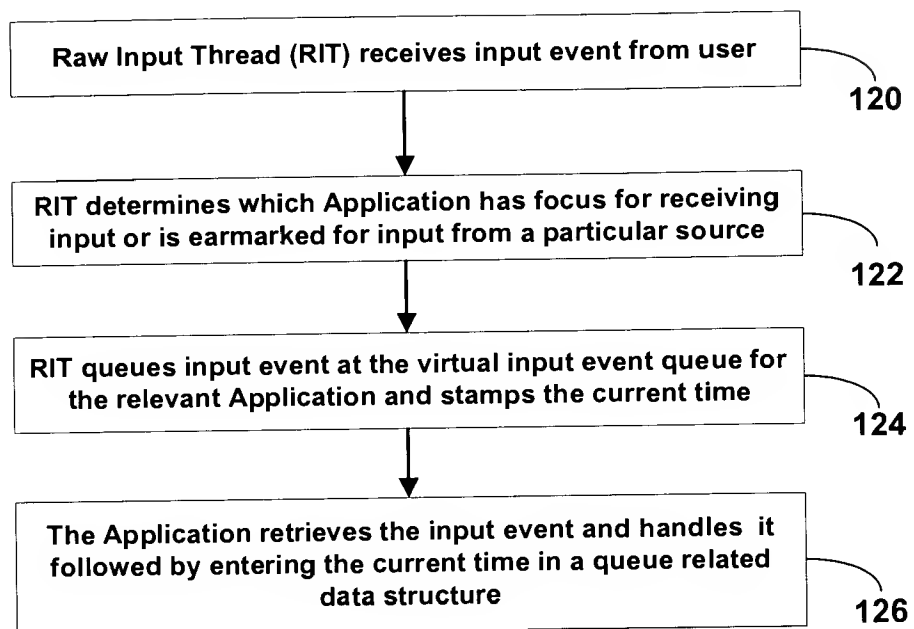 Raw Input Thread (RIT) receives input event from user
120
RIT determines which Application has focus for receiving
input or is earmarked for input from a particular source
122
RIT queues input event at the virtual input event queue for
the relevant Application and stamps the current time
124
The Application retrieves the input event and handles it
followed by entering the current time in a queue related
data structure
126